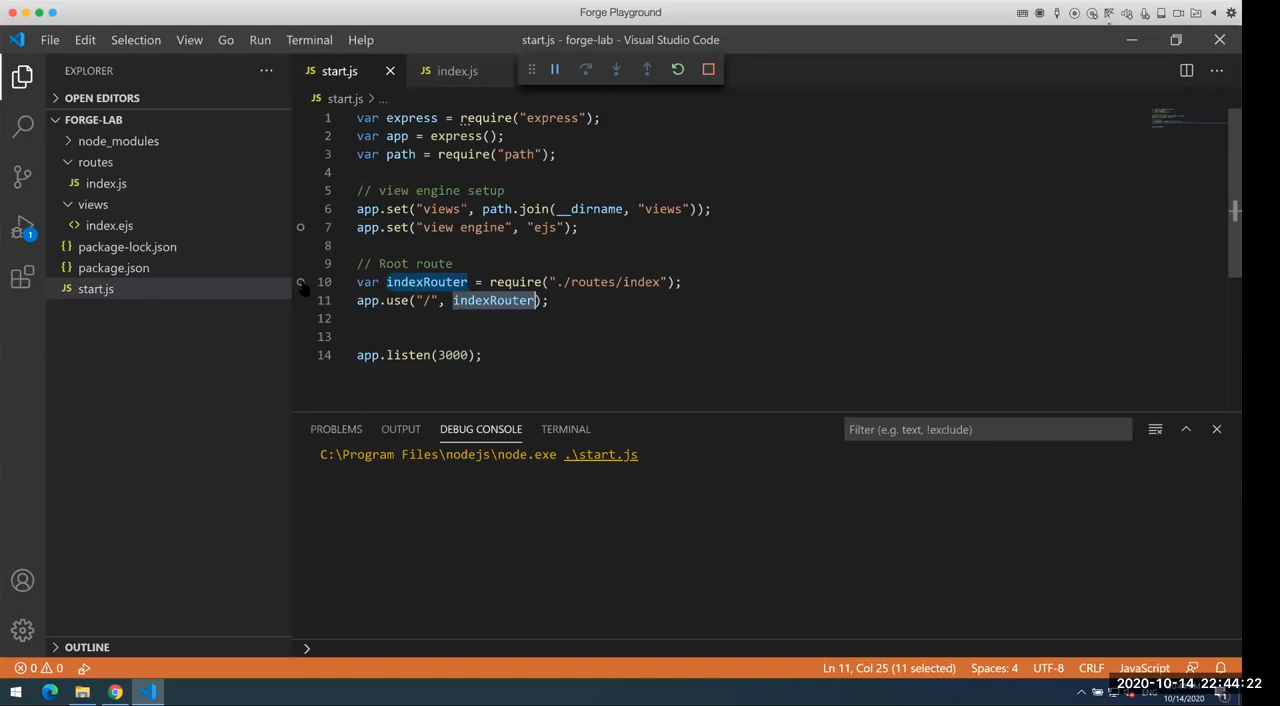 Forge Playground
File Edit Selection View Go Run Terminal Help
start.js - forge-lab - Visual Studio Code
EXPLORER
OPEN EDITORS
FORGE-LAB
node_modules
routes
JS index.js
views
<> index.ejs
{} package-lock.json
{} package.json
JS start.js
OUTLINE
1
JS start.js
JS index.js
JS start.js > ...
1 var express = require("express");
2 var app = express();
3 var path = require("path");
4
5 // view engine setup
6 app.set("views", path.join(__dirname, "views"));
7 app.set("view engine", "ejs");
8
9 // Root route
10 var indexRouter = require("./routes/index");
11 app.use("/", indexRouter);
12
13
14 app.listen(3000);
PROBLEMS OUTPUT DEBUG CONSOLE TERMINAL
Filter (e.g. text, !exclude)
C:\Program Files\nodejs\node.exe .\start.js
0 0
Ln 11, Col 25 (11 selected) Spaces: 4 UTF-8 CRLF JavaScript
2020-10-14 22:44:22
10/14/2020